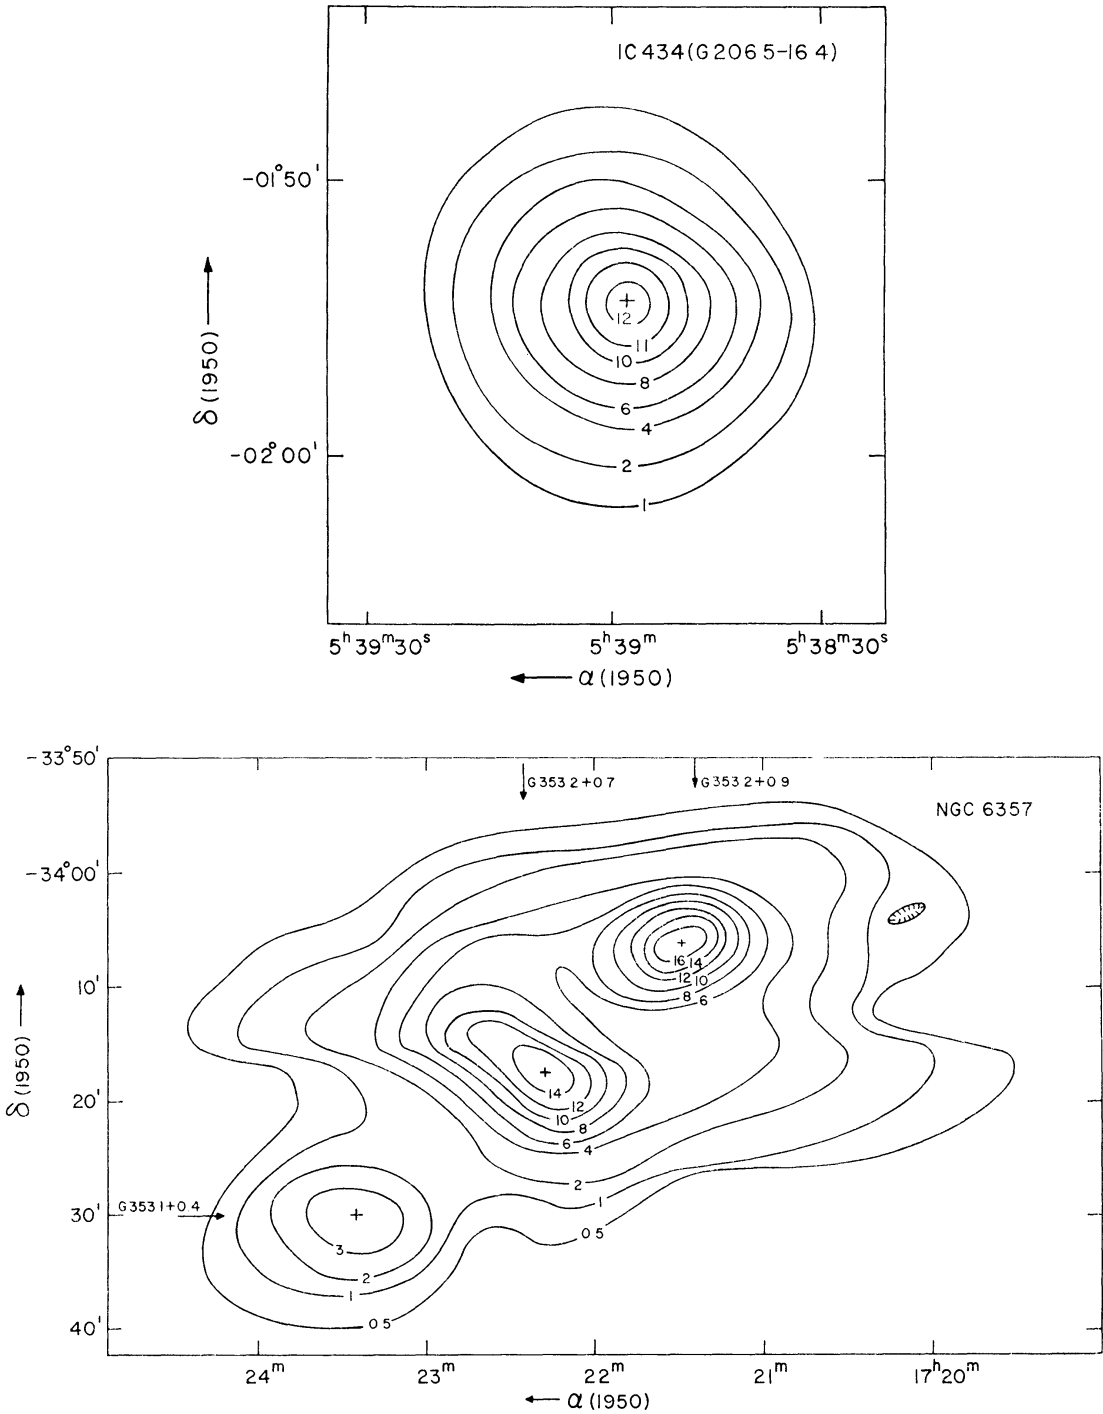 IC 434 (G 206 5-16 4)
-01°50'
12
11
10
8
6
4
2
1
δ (1950)
-02°00'
5h 39m 30s
5h 39m
5h 38m 30s
α (1950)
-33°50'
G353 2+0 7
G353 2+0 9
NGC 6357
-34°00'
16 14
12 10
8 6
10'
14
12
10
8
6
4
δ (1950)
20'
2
1
G353 1+0.4
30'
0 5
3
2
1
0 5
40'
24m
23m
22m
21m
17h 20m
α (1950)